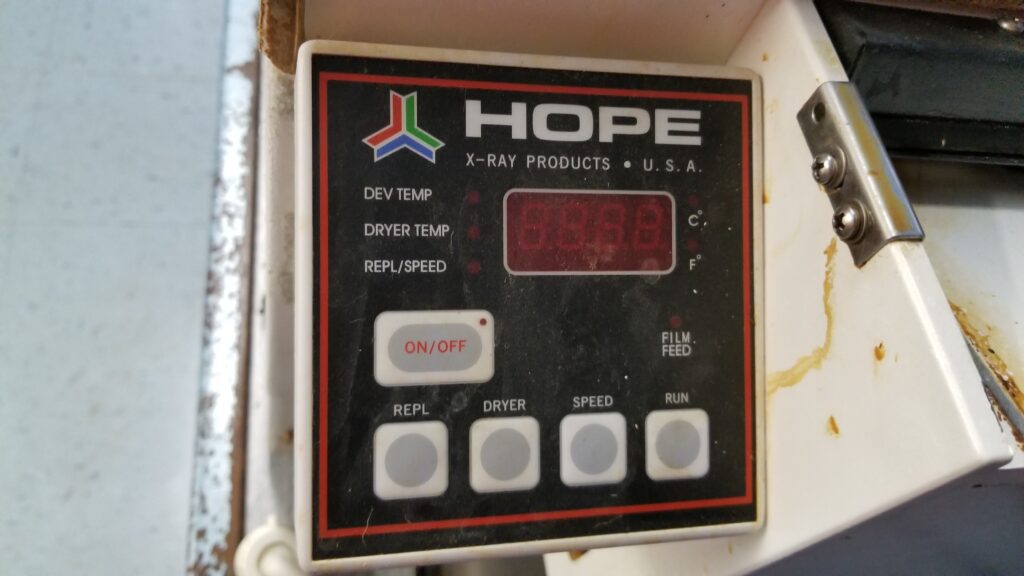 HOPE
X-RAY PRODUCTS • U.S.A.
DEV TEMP
DRYER TEMP
REPL/SPEED
C°
F°
ON/OFF
FILM
FEED
REPL DRYER SPEED RUN